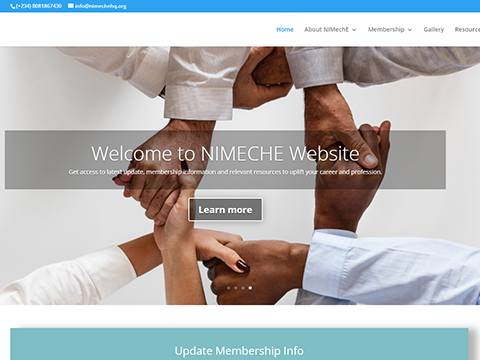 (+234) 8081867430 info@nimechehq.org
Home About NIMechE Membership Gallery Resource
Welcome to NIMECHE Website
Get access to latest update, membership information and relevant resources to uplift your career and profession.
Learn more
Update Membership Info